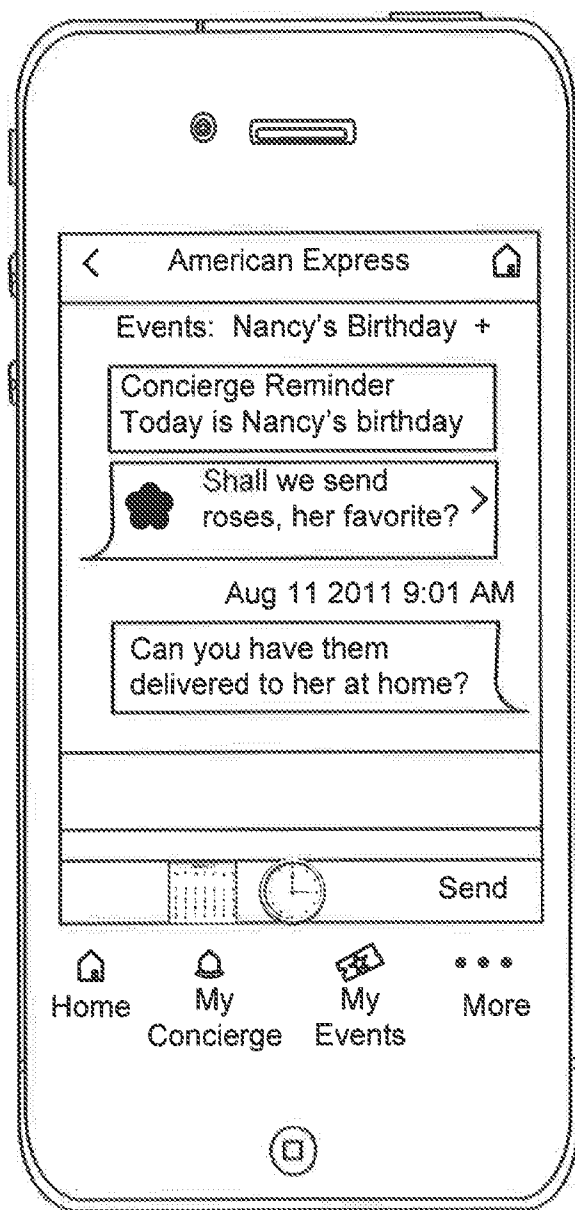 American Express
Events: Nancy's Birthday +
Concierge Reminder
Today is Nancy's birthday
Shall we send
roses, her favorite?
Aug 11 2011 9:01 AM
Can you have them
delivered to her at home?
Send
Home My Concierge My Events More